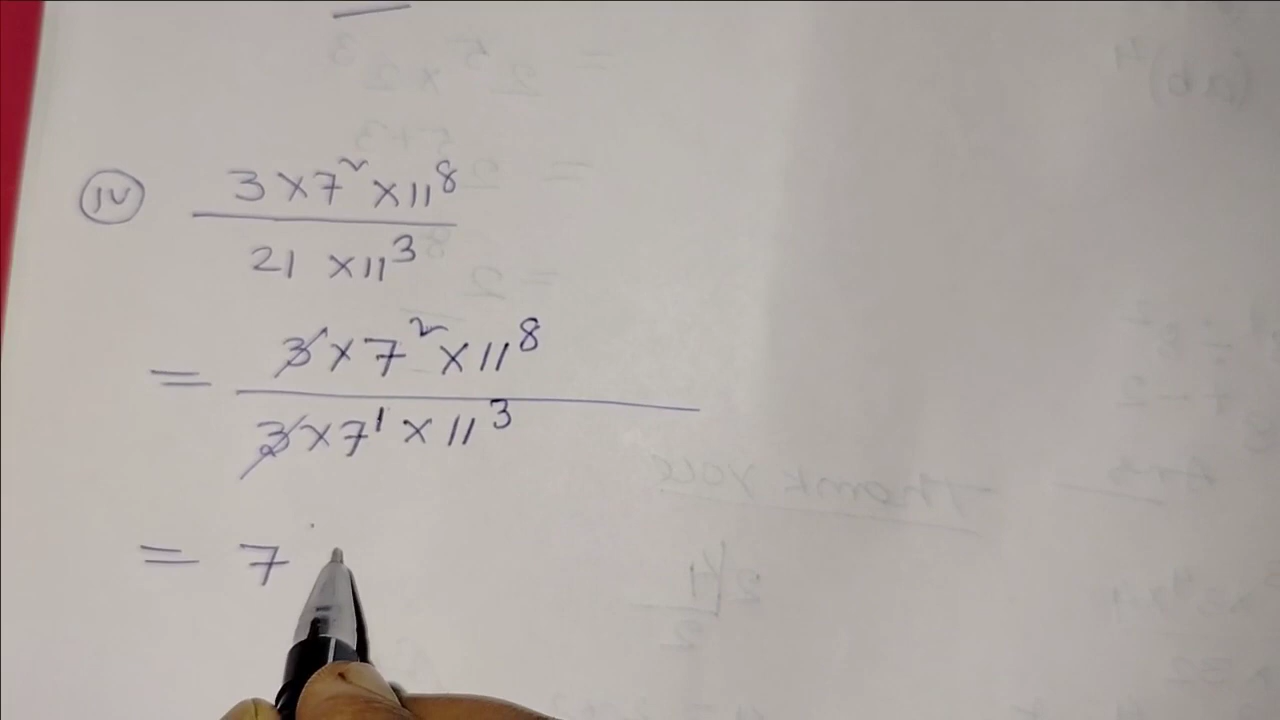 (iv) 3 × 7² × 11⁸
21 × 11³
= 3 × 7² × 11⁸
3 × 7¹ × 11³
= 7